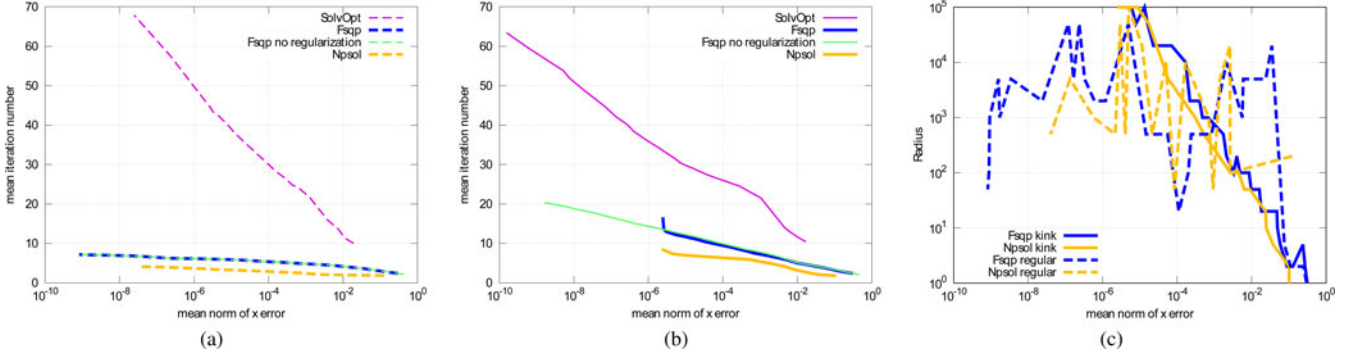 SolvOpt
Fsqp
Fsqp no regularization
Npsol
70
60
50
40
30
20
10
0
mean iteration number
10^-10
10^-8
10^-6
10^-4
10^-2
10^0
mean norm of x error
(a)
SolvOpt
Fsqp
Fsqp no regularization
Npsol
70
60
50
40
30
20
10
0
mean iteration number
10^-10
10^-8
10^-6
10^-4
10^-2
10^0
mean norm of x error
(b)
10^5
10^4
10^3
10^2
10^1
10^0
Radius
Fsqp kink
Npsol kink
Fsqp regular
Npsol regular
10^-10
10^-8
10^-6
10^-4
10^-2
10^0
mean norm of x error
(c)